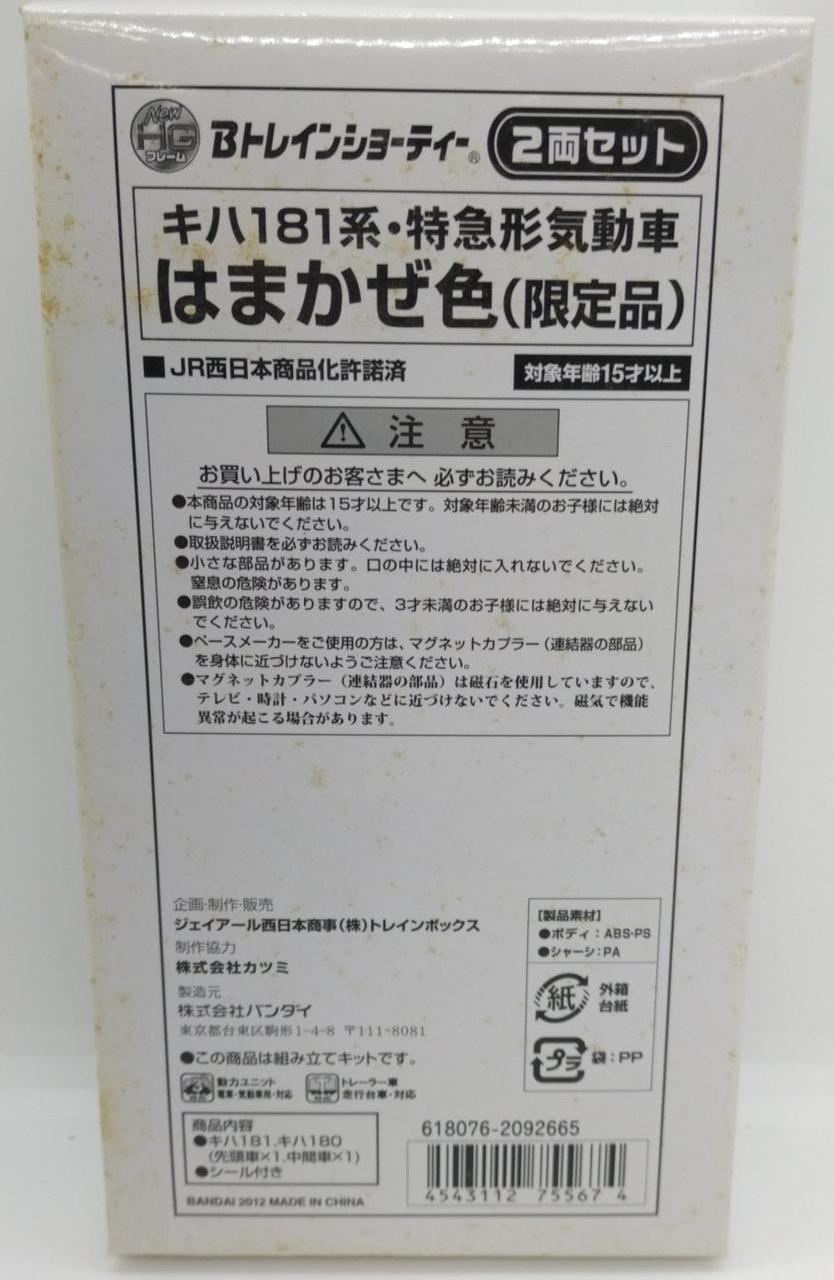 New
HG
フレーム
Bトレインショーティー®
2両セット
キハ181系・特急形気動車
はまかぜ色(限定品)
■JR西日本商品化許諾済
対象年齢15才以上
⚠ 注 意
お買い上げのお客さまへ 必ずお読みください。
●本商品の対象年齢は15才以上です。対象年齢未満のお子様には絶対
に与えないでください。
●取扱説明書を必ずお読みください。
●小さな部品があります。口の中には絶対に入れないでください。
窒息の危険があります。
●誤飲の危険がありますので、3才未満のお子様には絶対に与えない
でください。
●ペースメーカーをご使用の方は、マグネットカプラー(連結器の部品)
を身体に近づけないようご注意ください。
●マグネットカプラー(連結器の部品)は磁石を使用していますので、
テレビ・時計・パソコンなどに近づけないでください。磁気で機能
異常が起こる場合があります。
企画・制作・販売
ジェイアール西日本商事(株)トレインボックス
制作協力
株式会社カツミ
製造元
株式会社バンダイ
東京都台東区駒形1-4-8 〒111-8081
●この商品は組み立てキットです。
動力ユニット
電車・気動車用・対応
トレーラー車
走行台車・対応
商品内容
●キハ181.キハ180
(先頭車×1.中間車×1)
●シール付き
BANDAI 2012 MADE IN CHINA
[製品素材]
●ボディ:ABS・PS
●シャーシ:PA
紙
外箱
台紙
プラ
袋:PP
618076-2092665
4543112 75567 4